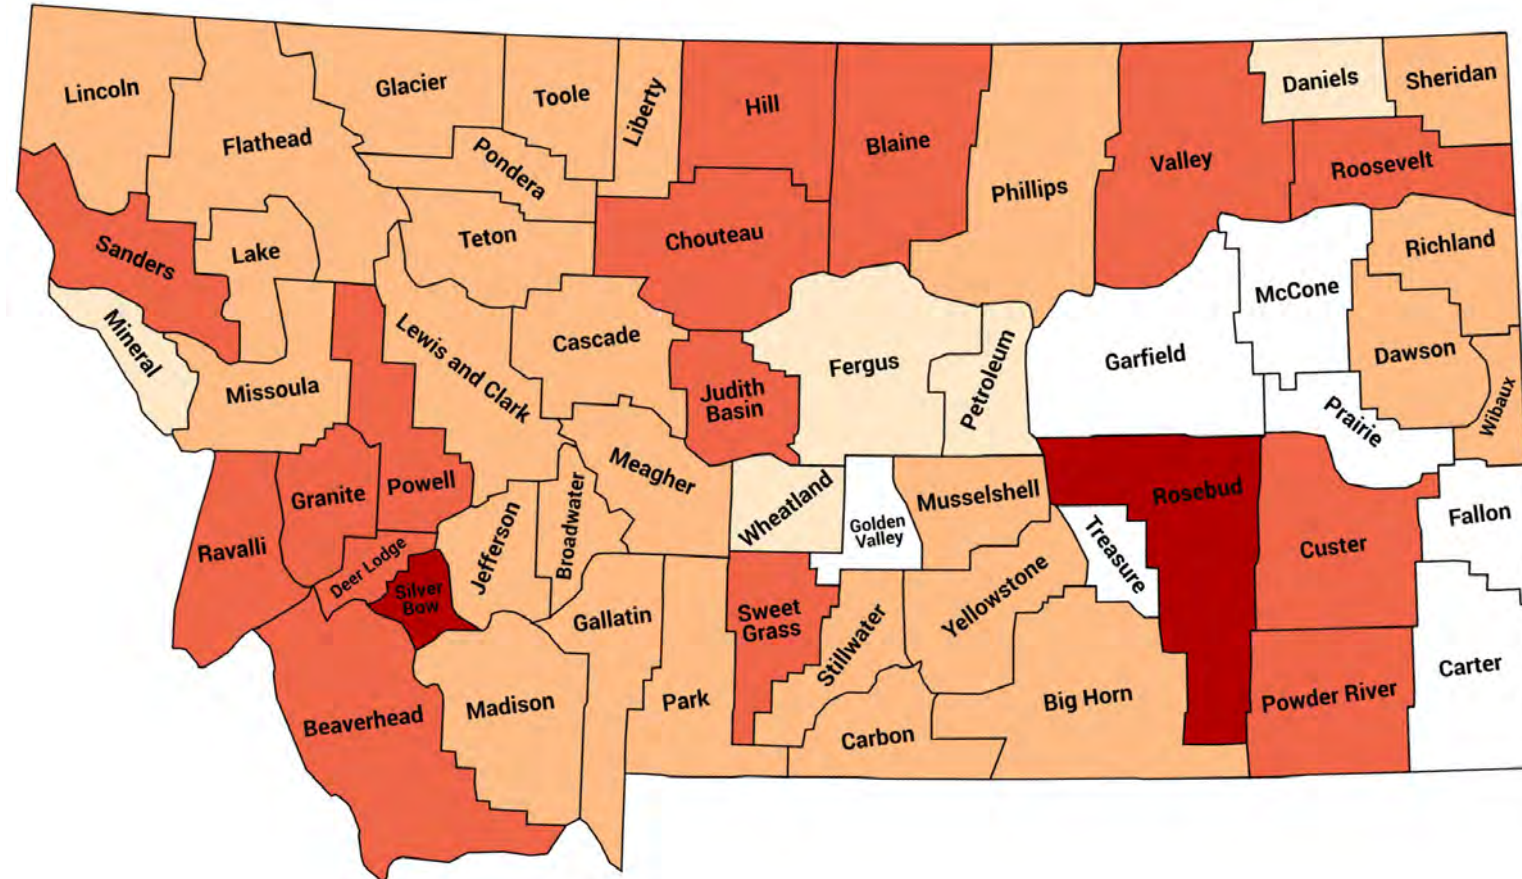 Lincoln
Flathead
Glacier
Toole
Liberty
Hill
Blaine
Phillips
Valley
Daniels
Sheridan
Roosevelt
Pondera
Teton
Chouteau
Sanders
Lake
Richland
McCone
Mineral
Missoula
Lewis and Clark
Cascade
Judith
Basin
Fergus
Petroleum
Garfield
Dawson
Wibaux
Prairie
Ravalli
Granite
Powell
Meagher
Wheatland
Golden
Valley
Musselshell
Rosebud
Treasure
Custer
Fallon
Deer Lodge
Silver
Bow
Jefferson
Broadwater
Gallatin
Sweet
Grass
Stillwater
Yellowstone
Beaverhead
Madison
Park
Carbon
Big Horn
Powder River
Carter